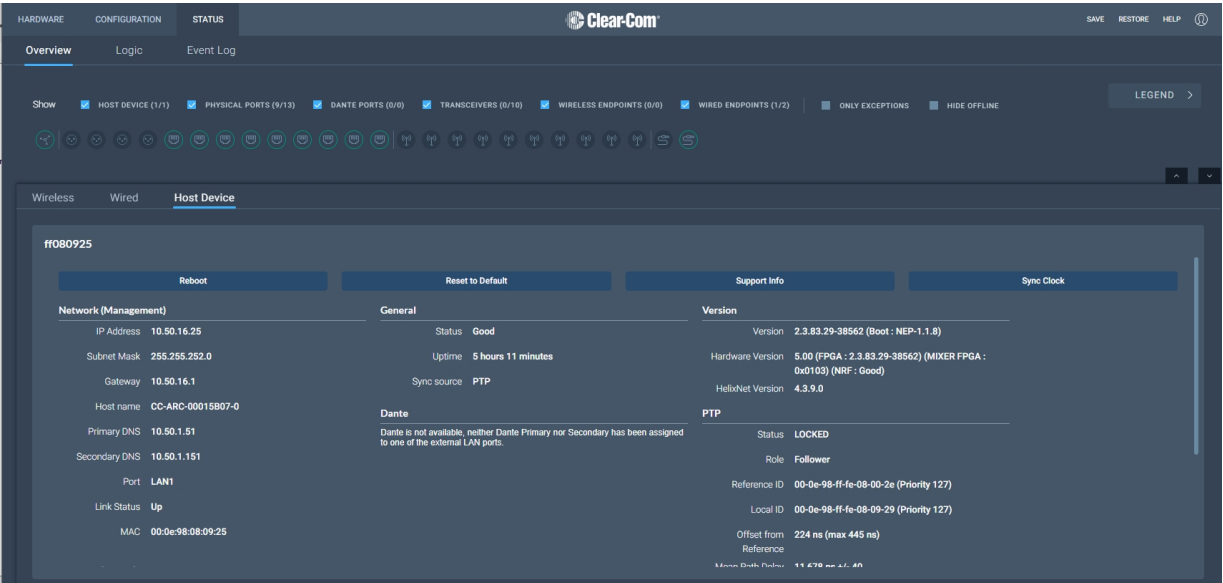 HARDWARE CONFIGURATION STATUS Clear-Com® SAVE RESTORE HELP
Overview Logic Event Log
Show HOST DEVICE (1/1) PHYSICAL PORTS (9/13) DANTE PORTS (0/0) TRANSCEIVERS (0/10) WIRELESS ENDPOINTS (0/0) WIRED ENDPOINTS (1/2) ONLY EXCEPTIONS HIDE OFFLINE LEGEND
Wireless Wired Host Device
ff080925
Reboot Reset to Default Support Info Sync Clock
Network (Management)
IP Address 10.50.16.25
Subnet Mask 255.255.252.0
Gateway 10.50.16.1
Host name CC-ARC-00015B07-0
Primary DNS 10.50.1.51
Secondary DNS 10.50.1.151
Port LAN1
Link Status Up
MAC 00:0e:98:08:09:25
General
Status Good
Uptime 5 hours 11 minutes
Sync source PTP
Dante
Dante is not available, neither Dante Primary nor Secondary has been assigned
to one of the external LAN ports.
Version
Version 2.3.83.29-38562 (Boot : NEP-1.1.8)
Hardware Version 5.00 (FPGA : 2.3.83.29-38562) (MIXER FPGA :
0x0103) (NRF : Good)
HelixNet Version 4.3.9.0
PTP
Status LOCKED
Role Follower
Reference ID 00-0e-98-ff-fe-08-00-2e (Priority 127)
Local ID 00-0e-98-ff-fe-08-09-29 (Priority 127)
Offset from 224 ns (max 445 ns)
Reference
Mean Path Delay 11,678 ns +/- 40